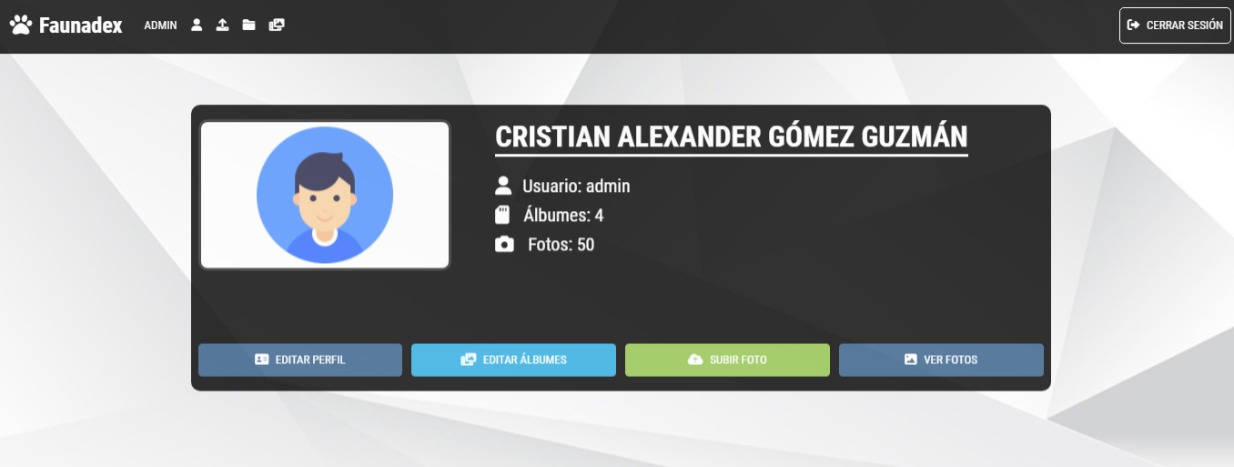 Faunadex ADMIN CERRAR SESIÓN
CRISTIAN ALEXANDER GÓMEZ GUZMÁN
Usuario: admin
Álbumes: 4
Fotos: 50
EDITAR PERFIL EDITAR ÁLBUMES SUBIR FOTO VER FOTOS